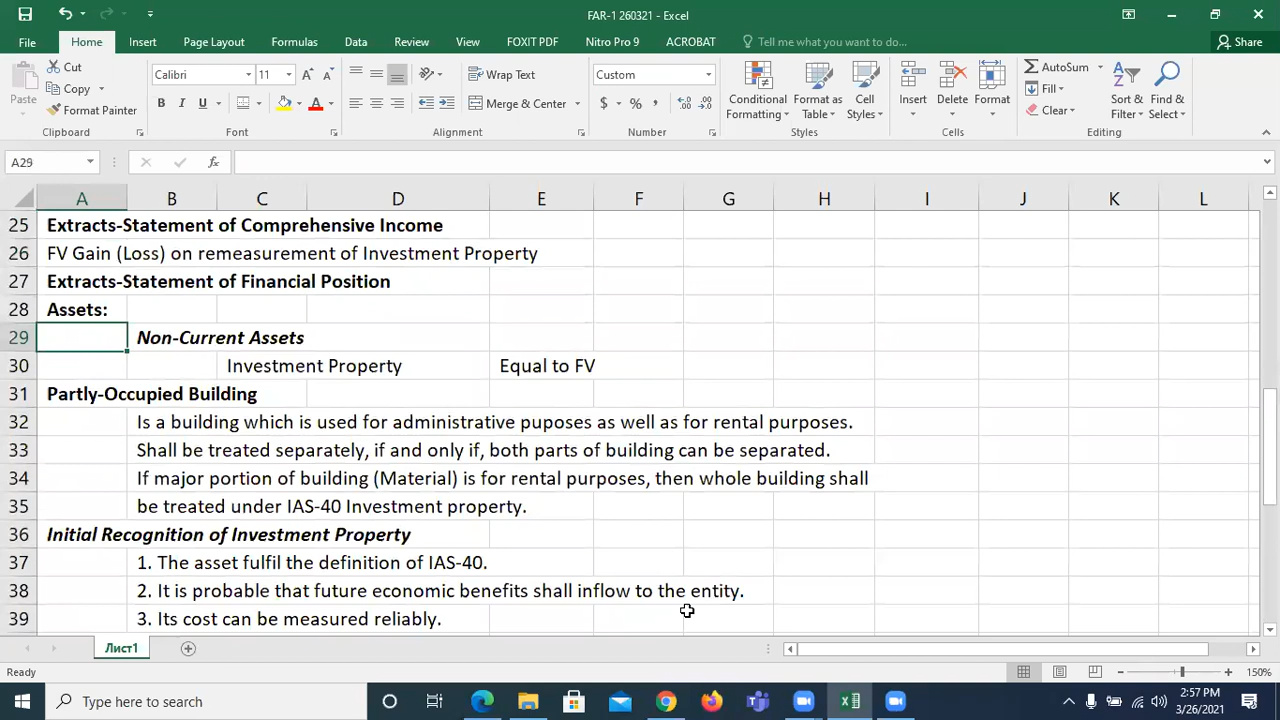 FAR-1 260321 - Excel
File Home Insert Page Layout Formulas Data Review View FOXIT PDF Nitro Pro 9 ACROBAT Tell me what you want to do... Share
Paste Cut Copy Format Painter Clipboard
Calibri 11 A A B I U A Font
Wrap Text Merge & Center Alignment
Custom $ % , Number
Conditional Formatting Format as Table Cell Styles Styles
Insert Delete Format Cells
AutoSum Fill Clear Sort & Filter Find & Select Editing
A29 fx
A B C D E F G H I J K L
25 Extracts-Statement of Comprehensive Income
26 FV Gain (Loss) on remeasurement of Investment Property
27 Extracts-Statement of Financial Position
28 Assets:
29 Non-Current Assets
30 Investment Property Equal to FV
31 Partly-Occupied Building
32 Is a building which is used for administrative puposes as well as for rental purposes.
33 Shall be treated separately, if and only if, both parts of building can be separated.
34 If major portion of building (Material) is for rental purposes, then whole building shall
35 be treated under IAS-40 Investment property.
36 Initial Recognition of Investment Property
37 1. The asset fulfil the definition of IAS-40.
38 2. It is probable that future economic benefits shall inflow to the entity.
39 3. Its cost can be measured reliably.
Лист1
Ready 150%
Type here to search
2:57 PM
3/26/2021